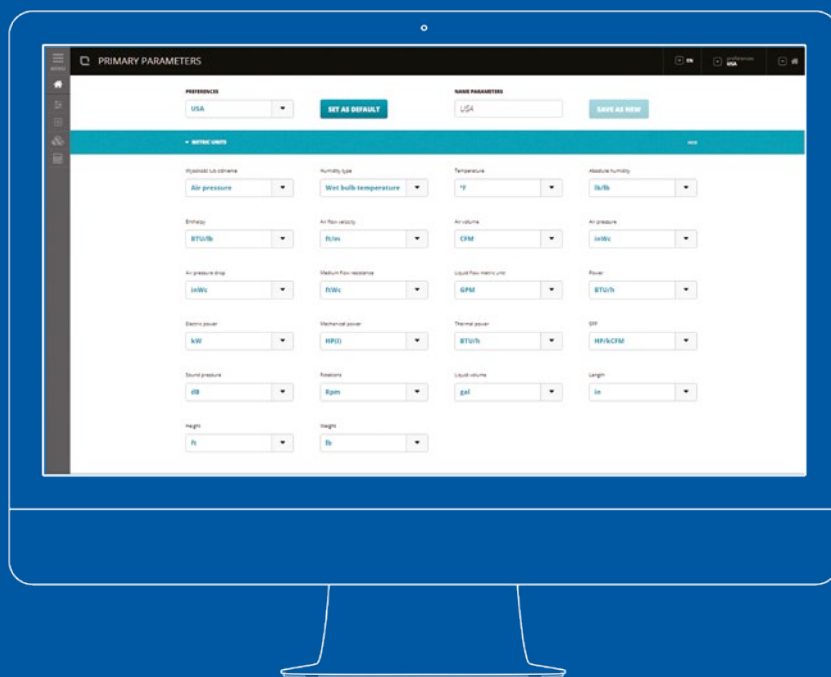 PRIMARY PARAMETERS
EN
preferences
USA
PREFERENCES
NAME PARAMETERS
USA
SET AS DEFAULT
USA
SAVE AS NEW
METRIC UNITS
Humidity type
Temperature
Absolute humidity
Air pressure
Wet bulb temperature
°F
lb/lb
Enthalpy
Air flow velocity
Air volume
Air pressure
BTU/lb
ft/m
CFM
inWc
Air pressure drop
Medium flow resistance
Liquid flow metric unit
Power
inWc
ftWc
GPM
BTU/h
Electric power
Mechanical power
Thermal power
SFP
kW
HP(I)
BTU/h
HP/kCFM
Sound pressure
Rotations
Liquid volume
Length
dB
Rpm
gal
in
Height
Weight
ft
lb